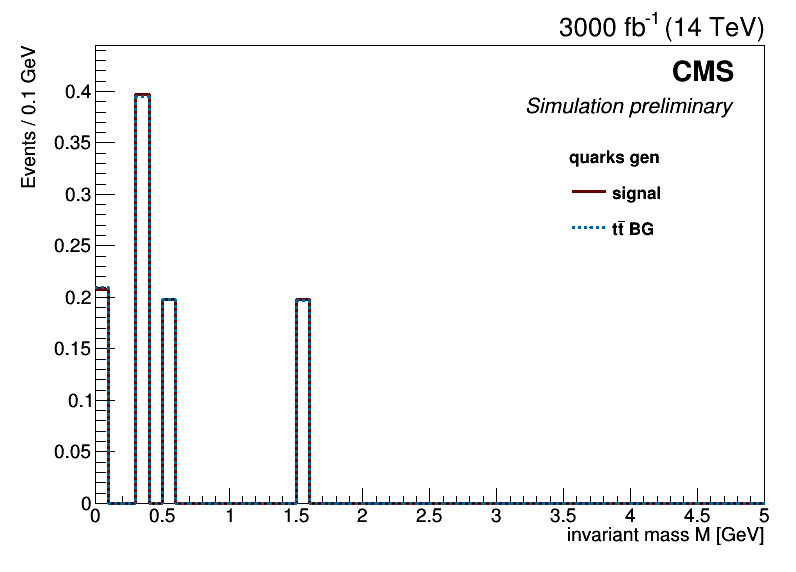 3000 fb⁻¹ (14 TeV)
Events / 0.1 GeV
CMS
Simulation preliminary
quarks gen
signal
tt̄ BG
0.4
0.35
0.3
0.25
0.2
0.15
0.1
0.05
0
0 0.5 1 1.5 2 2.5 3 3.5 4 4.5 5
invariant mass M [GeV]